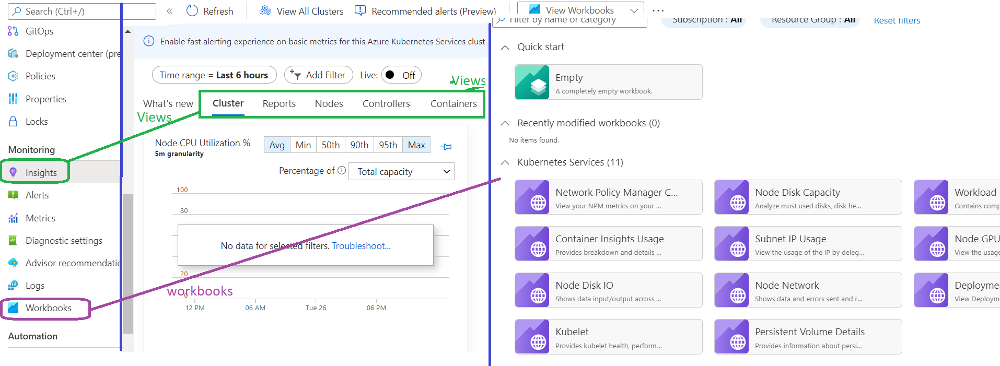 Search (Ctrl+/)
«
Refresh
View All Clusters
Recommended alerts (Preview)
View Workbooks
...
GitOps
Deployment center (pre
Policies
Properties
Locks
Monitoring
Insights
Alerts
Metrics
Diagnostic settings
Advisor recommendatio
Logs
Workbooks
Automation
Enable fast alerting experience on basic metrics for this Azure Kubernetes Services clust
Time range = Last 6 hours
Add Filter
Live:
Off
Views
What's new
Cluster
Reports
Nodes
Controllers
Containers
Views
Node CPU Utilization %
5m granularity
Avg
Min
50th
90th
95th
Max
Percentage of
Total capacity
100
80
No data for selected filters. Troubleshoot...
20
workbooks
0
12 PM
06 AM
Tue 26
06 PM
Filter by name or category
Subscription : All
Resource Group : All
Reset filters
Quick start
Empty
A completely empty workbook.
Recently modified workbooks (0)
No items found.
Kubernetes Services (11)
Network Policy Manager C...
View your NPM metrics on your ...
Node Disk Capacity
Analyze most used disks, disk he...
Workload
Contains comp
Container Insights Usage
Provides breakdown and details ...
Subnet IP Usage
View the usage of the IP by deleg...
Node GPU
View the usage
Node Disk IO
Shows data input/output across ...
Node Network
Shows data and errors sent and r...
Deployme
View Deploym
Kubelet
Provides kubelet health, perform...
Persistent Volume Details
Provides information about persi...